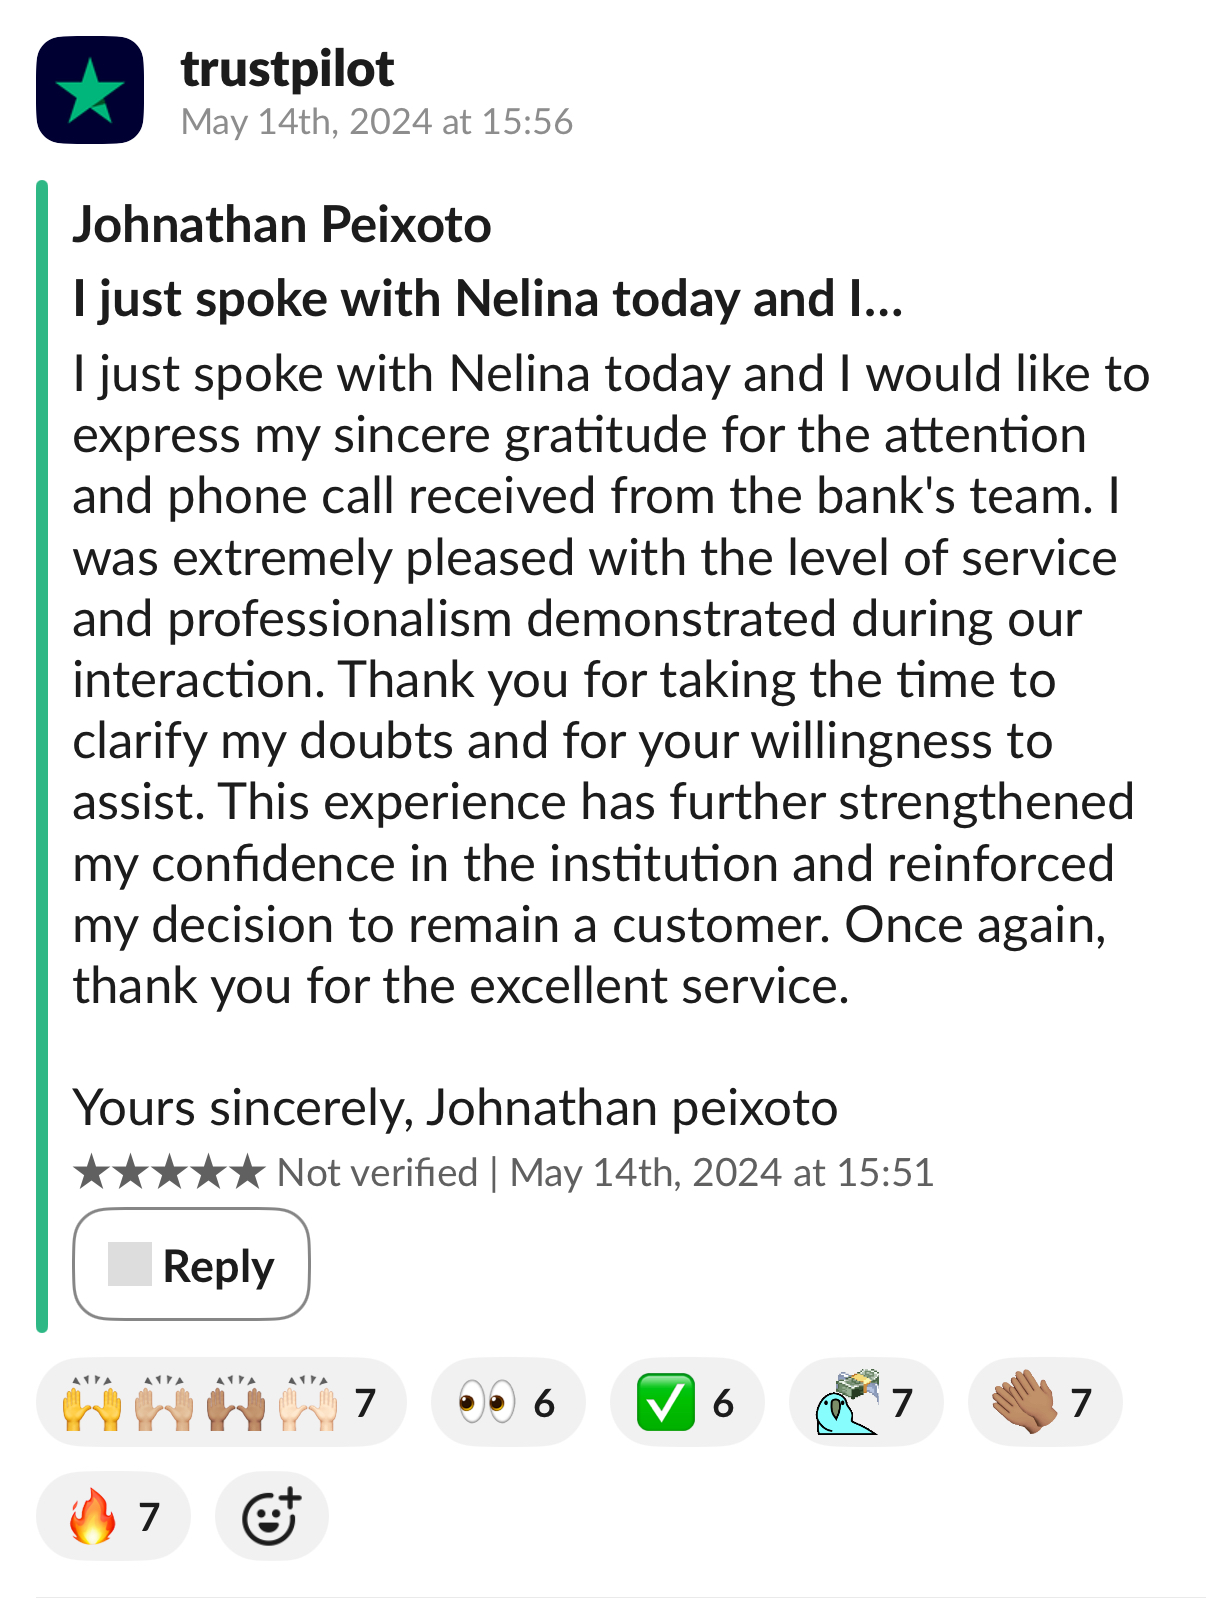 trustpilot
May 14th, 2024 at 15:56
Johnathan Peixoto
I just spoke with Nelina today and I...
I just spoke with Nelina today and I would like to
express my sincere gratitude for the attention
and phone call received from the bank's team. I
was extremely pleased with the level of service
and professionalism demonstrated during our
interaction. Thank you for taking the time to
clarify my doubts and for your willingness to
assist. This experience has further strengthened
my confidence in the institution and reinforced
my decision to remain a customer. Once again,
thank you for the excellent service.
Yours sincerely, Johnathan peixoto
★★★★★ Not verified | May 14th, 2024 at 15:51
Reply
7 6 6 7 7
7